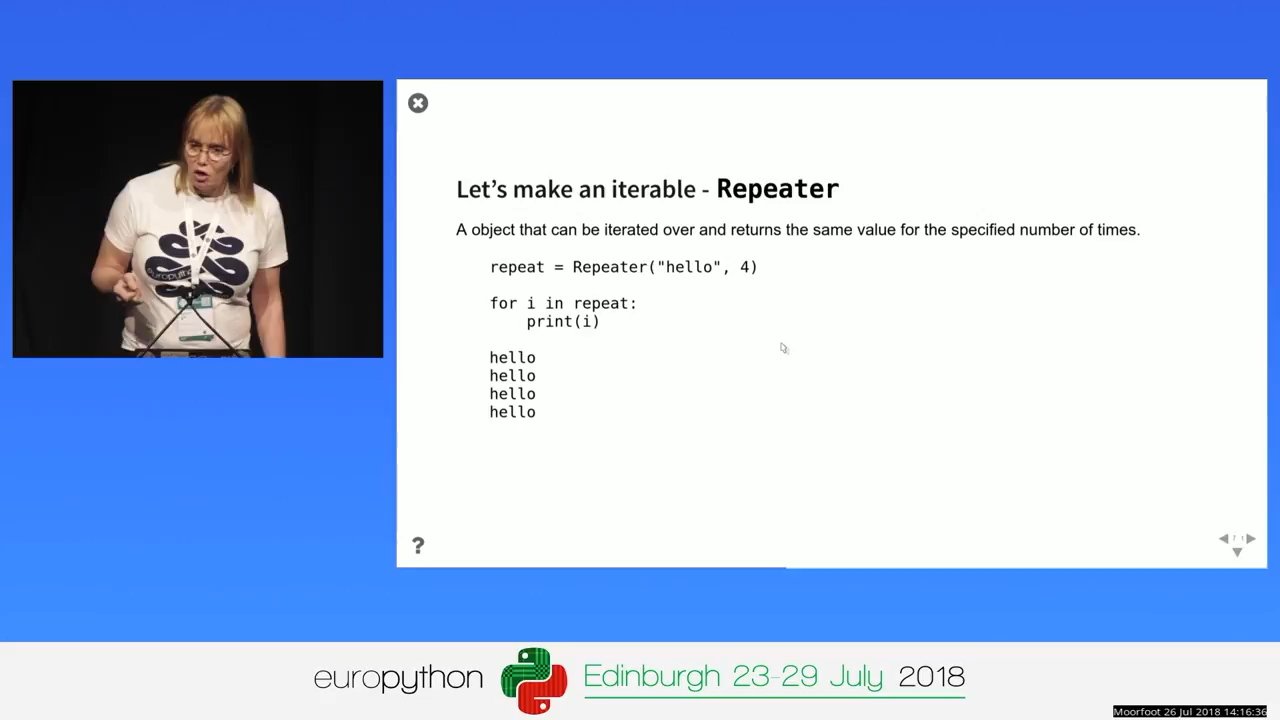 Let's make an iterable - Repeater
A object that can be iterated over and returns the same value for the specified number of times.
repeat = Repeater("hello", 4)
for i in repeat:
print(i)
hello
hello
hello
hello
?
europython
europython
Edinburgh 23-29 July 2018
Moorfoot 26 Jul 2018 14:16:36